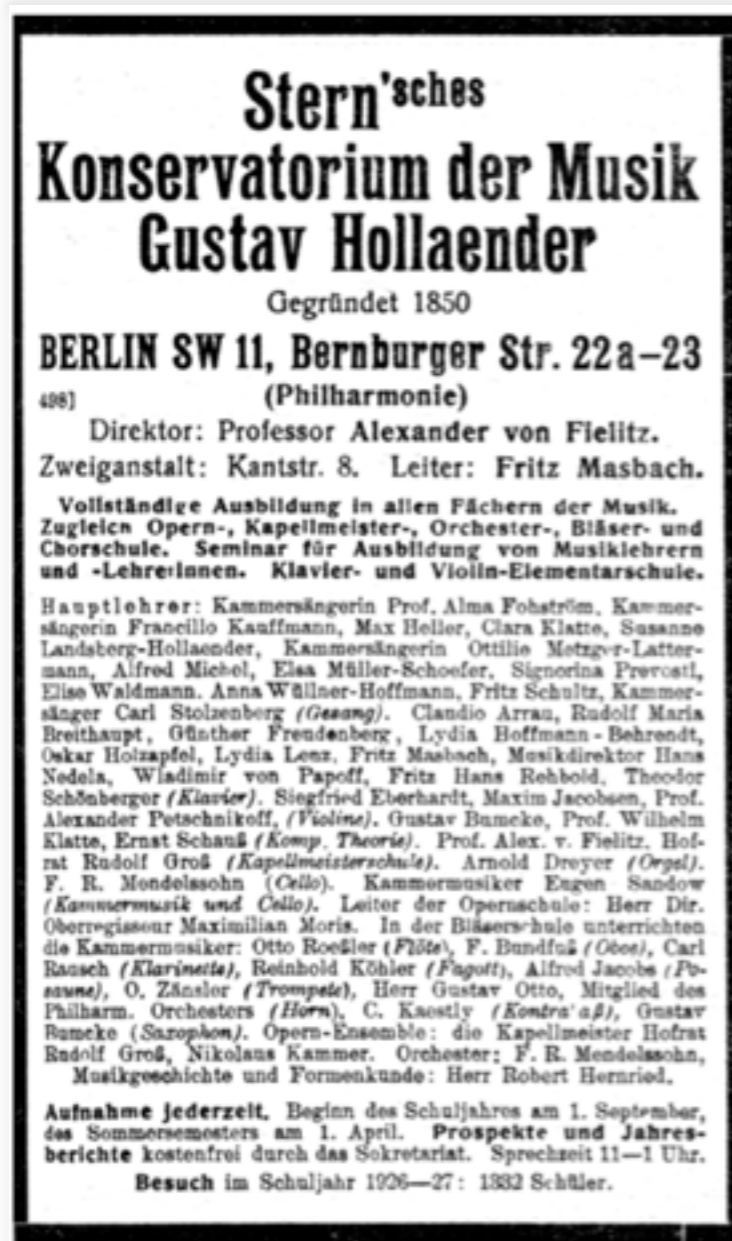 Stern'sches
Konservatorium der Musik
Gustav Hollaender
Gegründet 1850
BERLIN SW 11, Bernburger Str. 22a–23
498] (Philharmonie)
Direktor: Professor Alexander von Fielitz.
Zweiganstalt: Kantstr. 8. Leiter: Fritz Masbach.
Vollständige Ausbildung in allen Fächern der Musik.
Zugleich Opern-, Kapellmeister-, Orchester-, Bläser- und
Chorschule. Seminar für Ausbildung von Musiklehrern
und -Lehrerinnen. Klavier- und Violin-Elementarschule.
Hauptlehrer: Kammersängerin Prof. Alma Fohström, Kammer-
sängerin Francillo Kauffmann, Max Heller, Clara Klatte, Susanne
Landsberg-Hollaender, Kammersängerin Ottilie Metzger-Latter-
mann, Alfred Michel, Elsa Müller-Schoefer, Signorina Prevosti,
Elise Waldmann. Anna Wüllner-Hoffmann, Fritz Schultz, Kammer-
sänger Carl Stolzenberg (Gesang). Claudio Arrau, Rudolf Maria
Breithaupt, Günther Freudenberg, Lydia Hoffmann-Behrendt,
Oskar Holzapfel, Lydia Lenz, Fritz Masbach, Musikdirektor Hans
Nedela, Wladimir von Papoff, Fritz Hans Rehbold, Theodor
Schönberger (Klavier). Siegfried Eberhardt, Maxim Jacobsen, Prof.
Alexander Petschnikoff, (Violine). Gustav Bumcke, Prof. Wilhelm
Klatte, Ernst Schauß (Komp. Theorie). Prof. Alex. v. Fielitz, Hof-
rat Rudolf Groß (Kapellmeisterschule). Arnold Dreyer (Orgel).
F. R. Mendelssohn (Cello). Kammermusiker Eugen Sandow
(Kammermusik und Cello). Leiter der Opernschule: Herr Dir.
Oberregisseur Maximilian Moris. In der Bläserschule unterrichten
die Kammermusiker: Otto Roeßler (Flöte), F. Bundfuß (Oboe), Carl
Rausch (Klarinette), Reinhold Köhler (Fagott), Alfred Jacobs (Po-
saune), O. Zänsler (Trompete), Herr Gustav Otto, Mitglied des
Philharm. Orchesters (Horn), C. Kaestly (Kontrabaß), Gustav
Bumcke (Saxophon). Opern-Ensemble: die Kapellmeister Hofrat
Rudolf Groß, Nikolaus Kammer. Orchester: F. R. Mendelssohn,
Musikgeschichte und Formenkunde: Herr Robert Hernried.
Aufnahme jederzeit. Beginn des Schuljahres am 1. September,
des Sommersemesters am 1. April. Prospekte und Jahres-
berichte kostenfrei durch das Sekretariat. Sprechzeit 11—1 Uhr.
Besuch im Schuljahr 1926—27: 1332 Schüler.